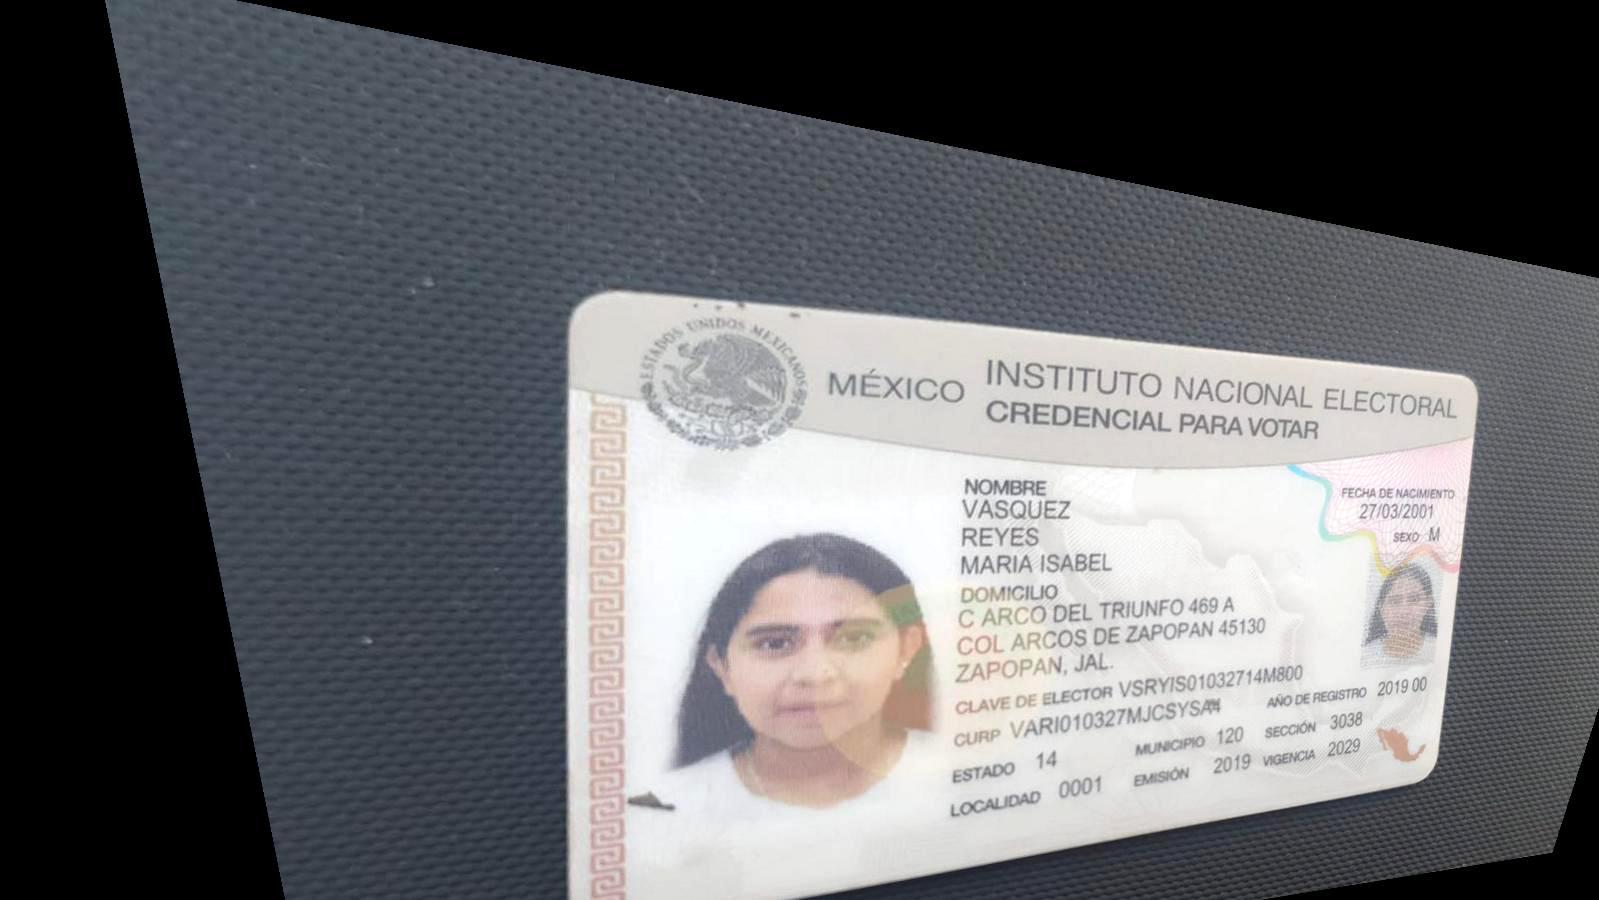 ESTADOS UNIDOS MEXICANOS
MÉXICO
INSTITUTO NACIONAL ELECTORAL
CREDENCIAL PARA VOTAR
NOMBRE
VASQUEZ
REYES
MARIA ISABEL
FECHA DE NACIMIENTO
27/03/2001
SEXO M
DOMICILIO
C ARCO DEL TRIUNFO 469 A
COL ARCOS DE ZAPOPAN 45130
ZAPOPAN, JAL.
CLAVE DE ELECTOR VSRYIS01032714M800
CURP AÑO DE REGISTRO 2019 00
ESTADO 14 MUNICIPIO 120 SECCIÓN 3038
LOCALIDAD 0001 EMISIÓN 2019 VIGENCIA 2029